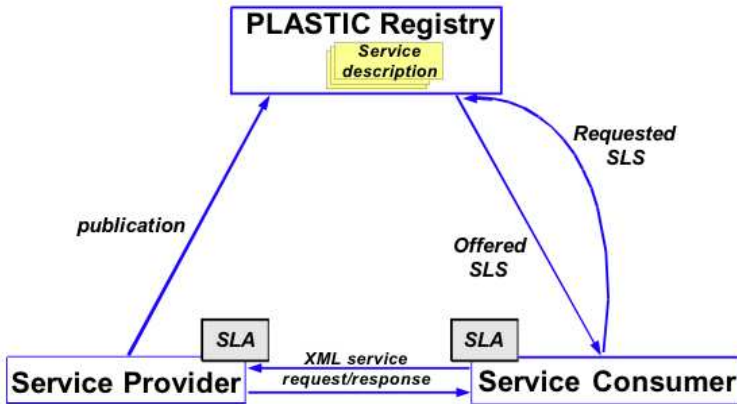 PLASTIC Registry
Service
description
Requested
SLS
publication
Offered
SLS
SLA
SLA
XML service
request/response
Service Provider
Service Consumer